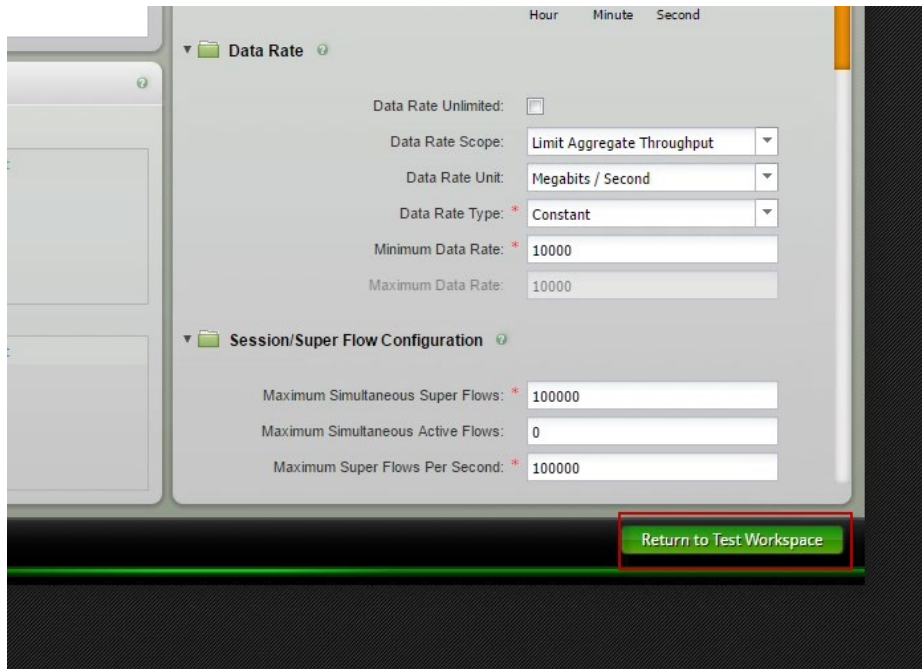 Hour Minute Second
Data Rate
Data Rate Unlimited:
Data Rate Scope: Limit Aggregate Throughput
Data Rate Unit: Megabits / Second
Data Rate Type: * Constant
Minimum Data Rate: * 10000
Maximum Data Rate: 10000
Session/Super Flow Configuration
Maximum Simultaneous Super Flows: * 100000
Maximum Simultaneous Active Flows: 0
Maximum Super Flows Per Second: * 100000
Return to Test Workspace